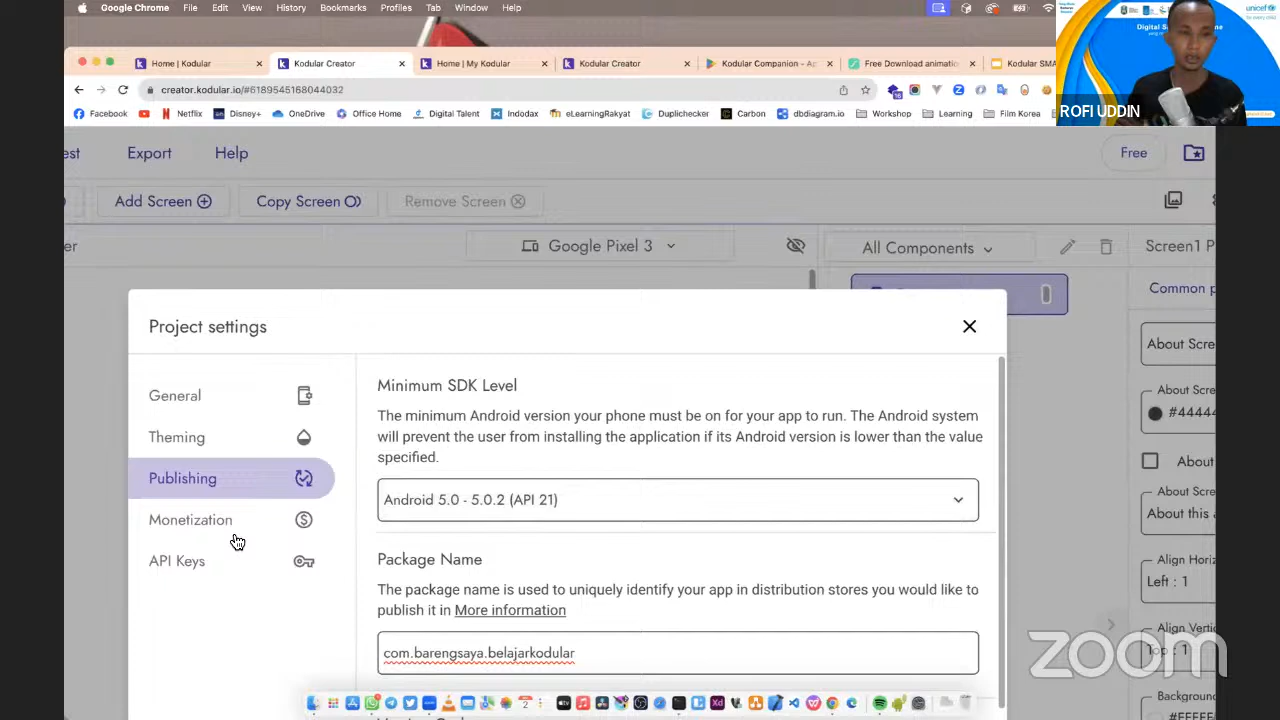 Google Chrome File Edit View History Bookmarks Profiles Tab Window Help
Home | Kodular
Kodular Creator
Home | My Kodular
Kodular Creator
Kodular Companion - Ap
Free Download animatio
Kodular SMA
creator.kodular.io/#6189545168044032
Facebook
Netflix
Disney+
OneDrive
Office Home
Digital Talent
Indodax
eLearningRakyat
Duplichecker
Carbon
dbdiagram.io
Workshop
Learning
Film Korea
unicef
ROFI UDDIN
est Export Help
Free
Add Screen
Copy Screen
Remove Screen
er
Google Pixel 3
All Components
Screen1 P
Common p
About Scre
About Scre
#44444
About
About Scre
About this a
Align Horiz
Left : 1
Align Vertic
Top : 1
Background
#FFFFF
Project settings
General
Theming
Publishing
Monetization
API Keys
Minimum SDK Level
The minimum Android version your phone must be on for your app to run. The Android system
will prevent the user from installing the application if its Android version is lower than the value
specified.
Android 5.0 - 5.0.2 (API 21)
Package Name
The package name is used to uniquely identify your app in distribution stores you would like to
publish it in More information
com.barengsaya.belajarkodular
zoom